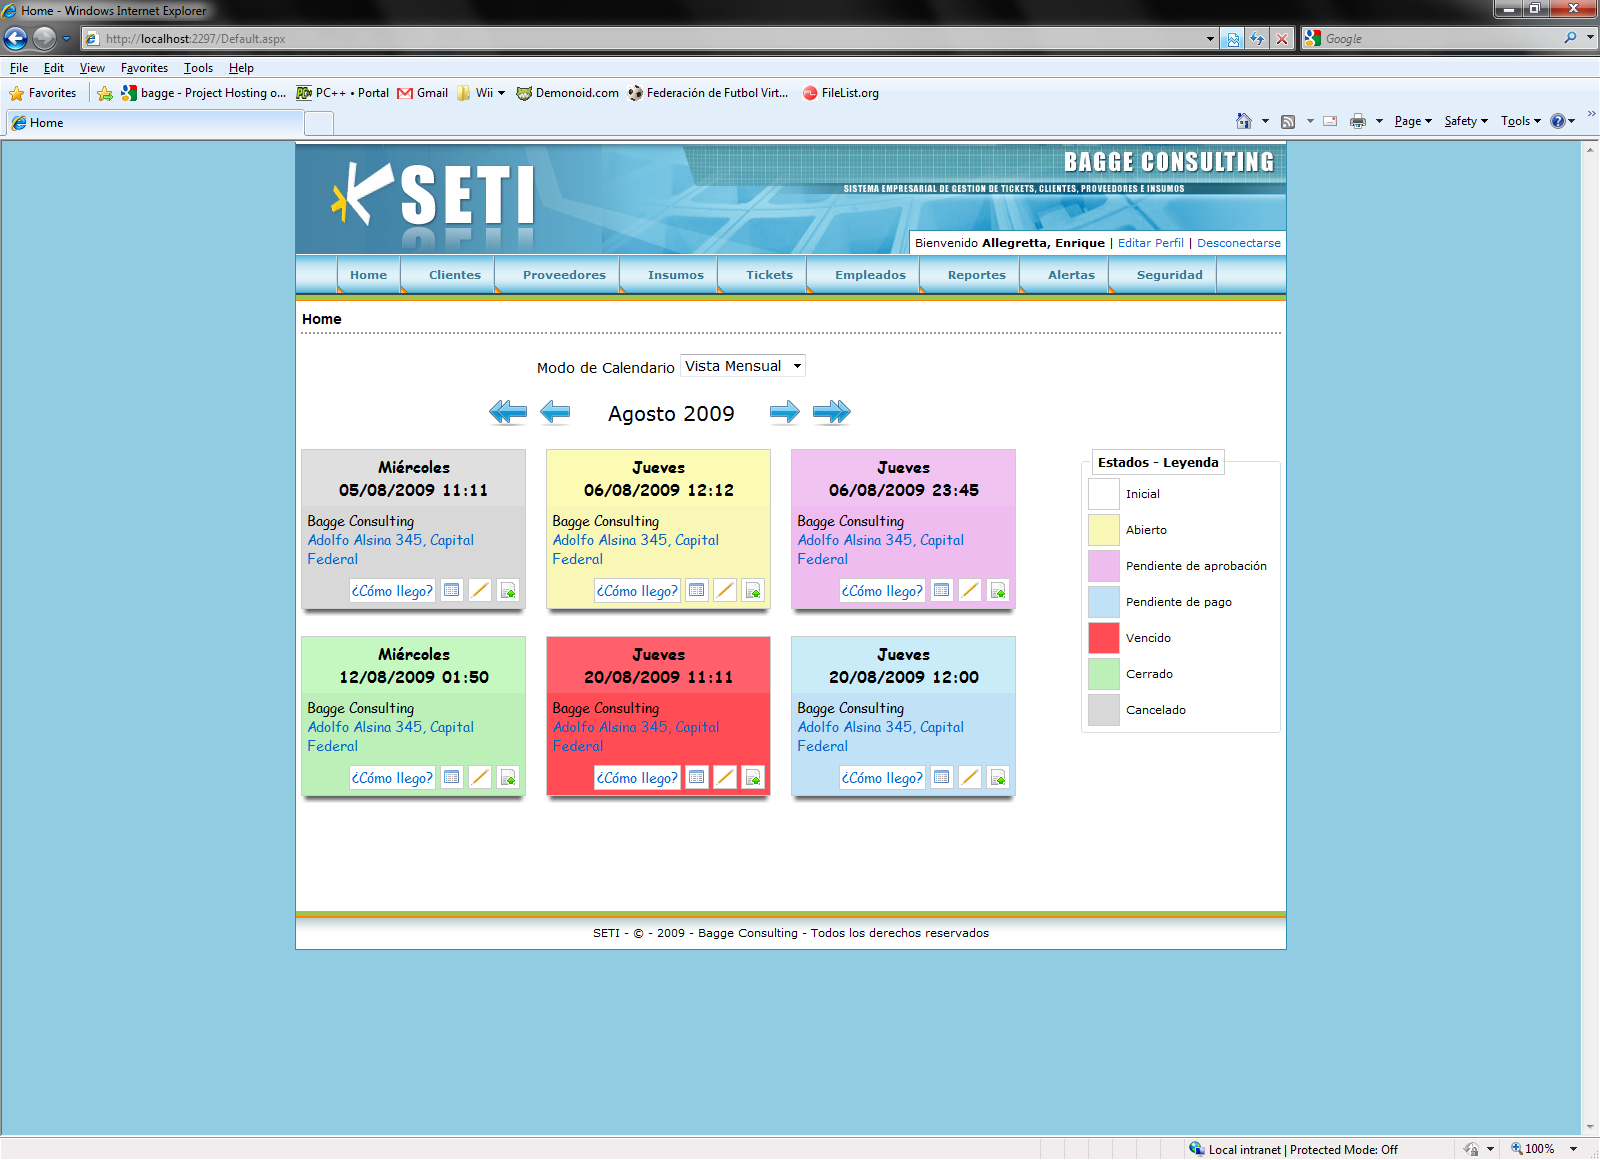 Home - Windows Internet Explorer
http://localhost:2297/Default.aspx
Google
File Edit View Favorites Tools Help
Favorites bagge - Project Hosting o... PC++ • Portal Gmail Wii Demonoid.com Federación de Futbol Virt... FileList.org
Home
Page Safety Tools
SETI
BAGGE CONSULTING
SISTEMA EMPRESARIAL DE GESTION DE TICKETS, CLIENTES, PROVEEDORES E INSUMOS
Bienvenido Allegretta, Enrique | Editar Perfil | Desconectarse
Home Clientes Proveedores Insumos Tickets Empleados Reportes Alertas Seguridad
Home
Modo de Calendario Vista Mensual
Agosto 2009
Miércoles
05/08/2009 11:11
Bagge Consulting
Adolfo Alsina 345, Capital
Federal
¿Cómo llego?
Jueves
06/08/2009 12:12
Bagge Consulting
Adolfo Alsina 345, Capital
Federal
¿Cómo llego?
Jueves
06/08/2009 23:45
Bagge Consulting
Adolfo Alsina 345, Capital
Federal
¿Cómo llego?
Miércoles
12/08/2009 01:50
Bagge Consulting
Adolfo Alsina 345, Capital
Federal
¿Cómo llego?
Jueves
20/08/2009 11:11
Bagge Consulting
Adolfo Alsina 345, Capital
Federal
¿Cómo llego?
Jueves
20/08/2009 12:00
Bagge Consulting
Adolfo Alsina 345, Capital
Federal
¿Cómo llego?
Estados - Leyenda
Inicial
Abierto
Pendiente de aprobación
Pendiente de pago
Vencido
Cerrado
Cancelado
SETI - © - 2009 - Bagge Consulting - Todos los derechos reservados
Local intranet | Protected Mode: Off
100%